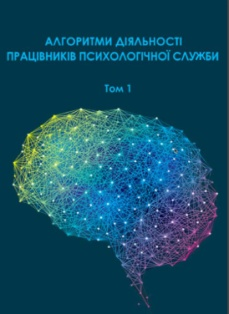 АЛГОРИТМИ ДІЯЛЬНОСТІ
ПРАЦІВНИКІВ ПСИХОЛОГІЧНОЇ СЛУЖБИ
Том 1